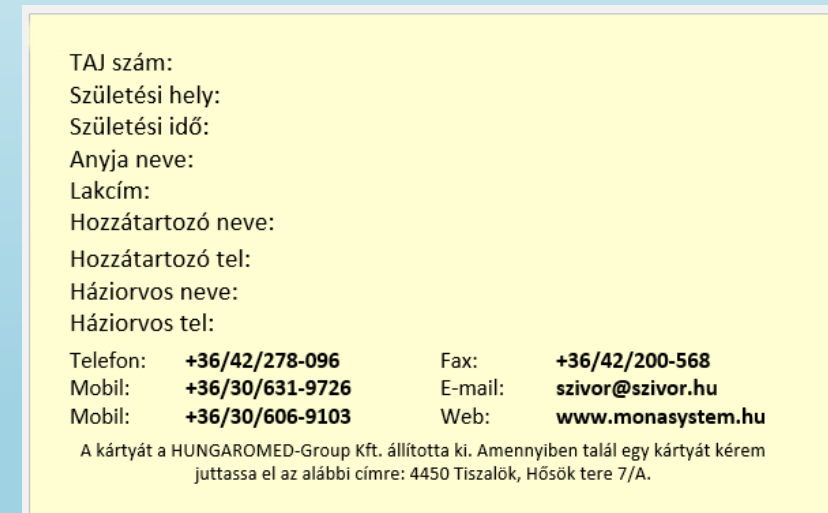 TAJ szám:
Születési hely:
Születési idő:
Anyja neve:
Lakcím:
Hozzátartozó neve:
Hozzátartozó tel:
Háziorvos neve:
Háziorvos tel:
Telefon: +36/42/278-096 Fax: +36/42/200-568
Mobil: +36/30/631-9726 E-mail: szivor@szivor.hu
Mobil: +36/30/606-9103 Web: www.monasystem.hu
A kártyát a HUNGAROMED-Group Kft. állította ki. Amennyiben talál egy kártyát kérem
juttassa el az alábbi címre: 4450 Tiszalök, Hősök tere 7/A.